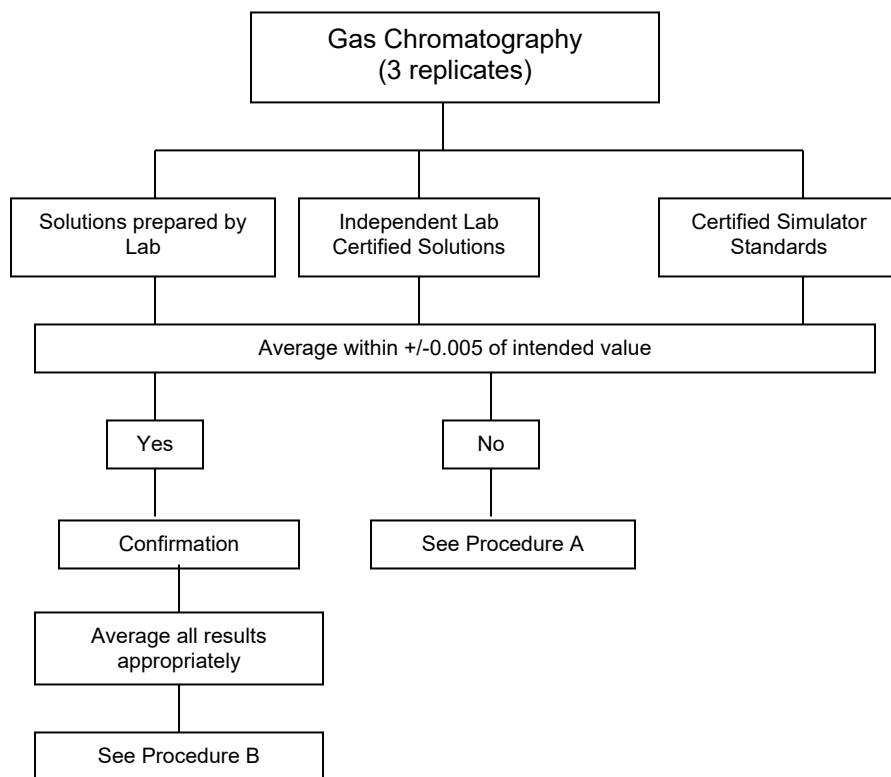 Gas Chromatography
(3 replicates)
Solutions prepared by
Lab
Independent Lab
Certified Solutions
Certified Simulator
Standards
Average within +/-0.005 of intended value
Yes
No
Confirmation
See Procedure A
Average all results
appropriately
See Procedure B